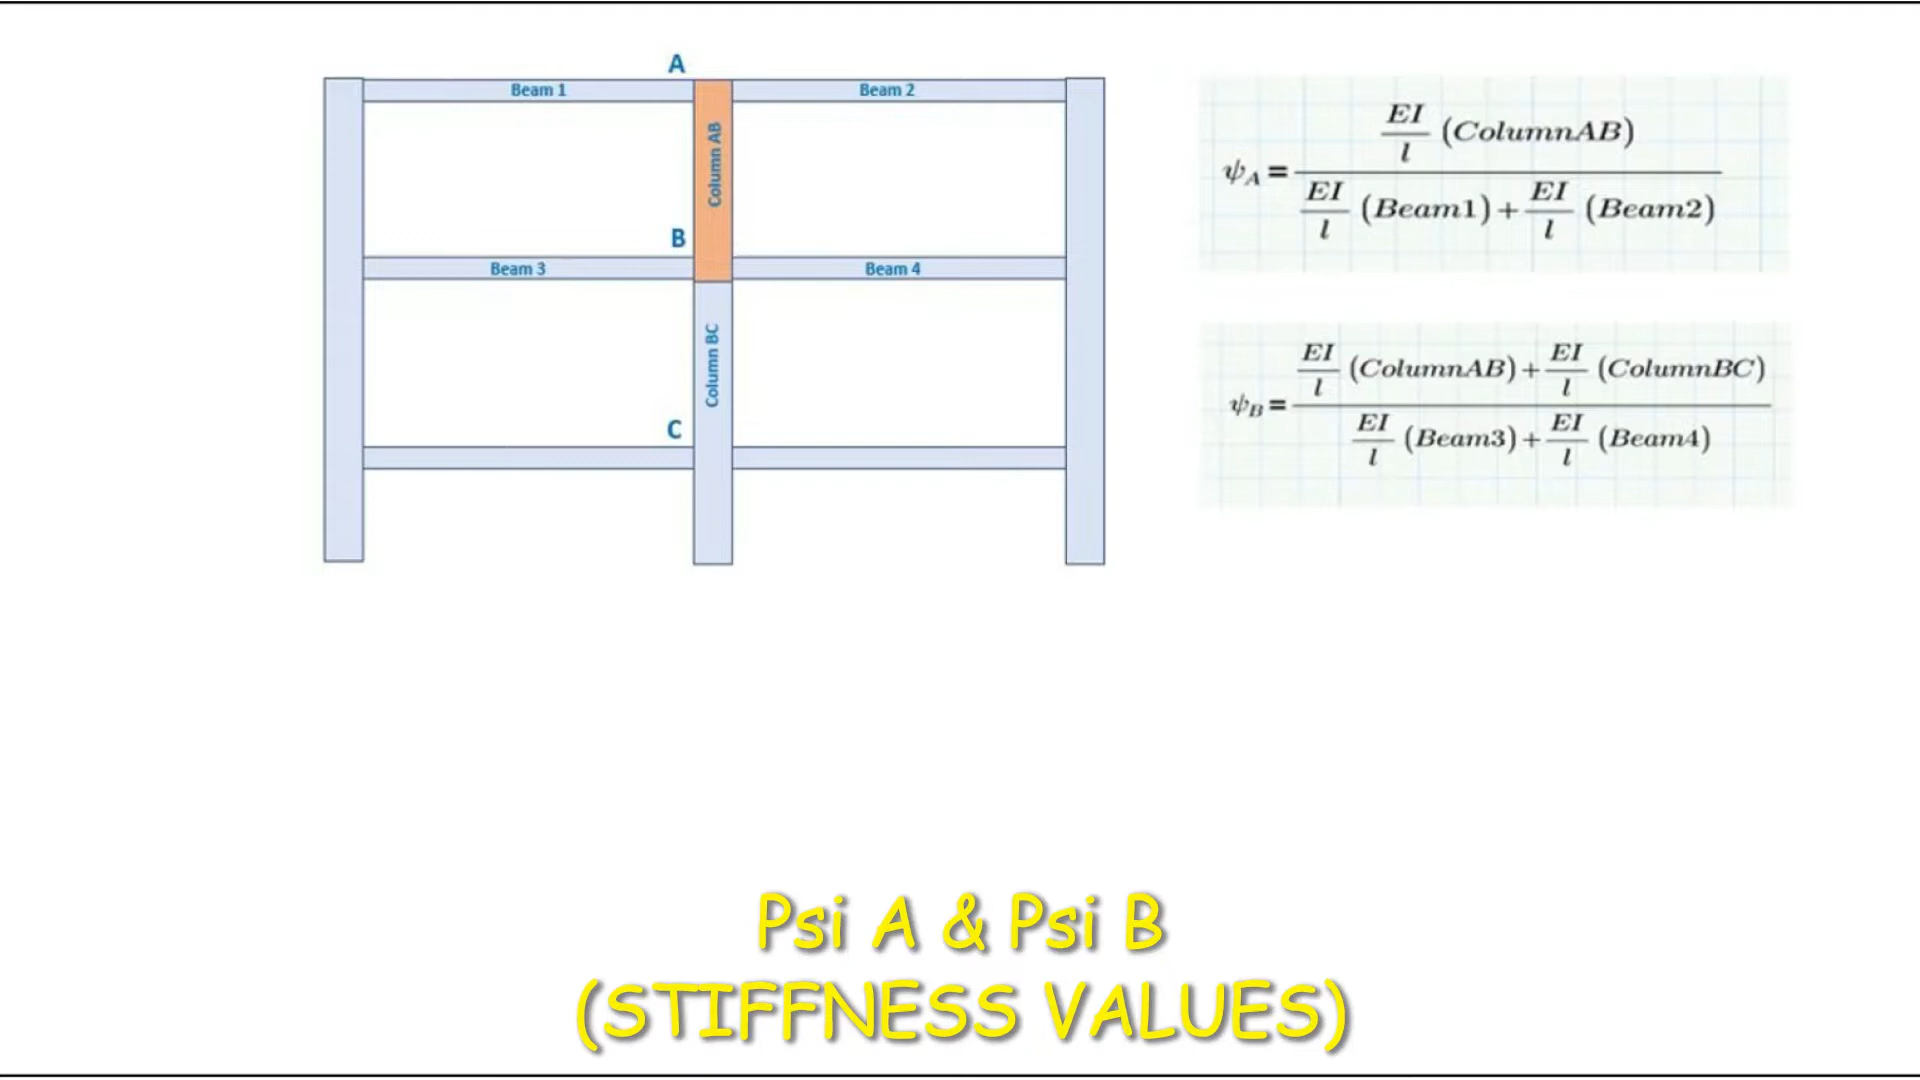 A
Beam 1
Beam 2
Column AB
B
Beam 3
Beam 4
Column BC
C
ψA = EI/l (ColumnAB) / EI/l (Beam1) + EI/l (Beam2)
ψB = EI/l (ColumnAB) + EI/l (ColumnBC) / EI/l (Beam3) + EI/l (Beam4)
Psi A & Psi B
(STIFFNESS VALUES)